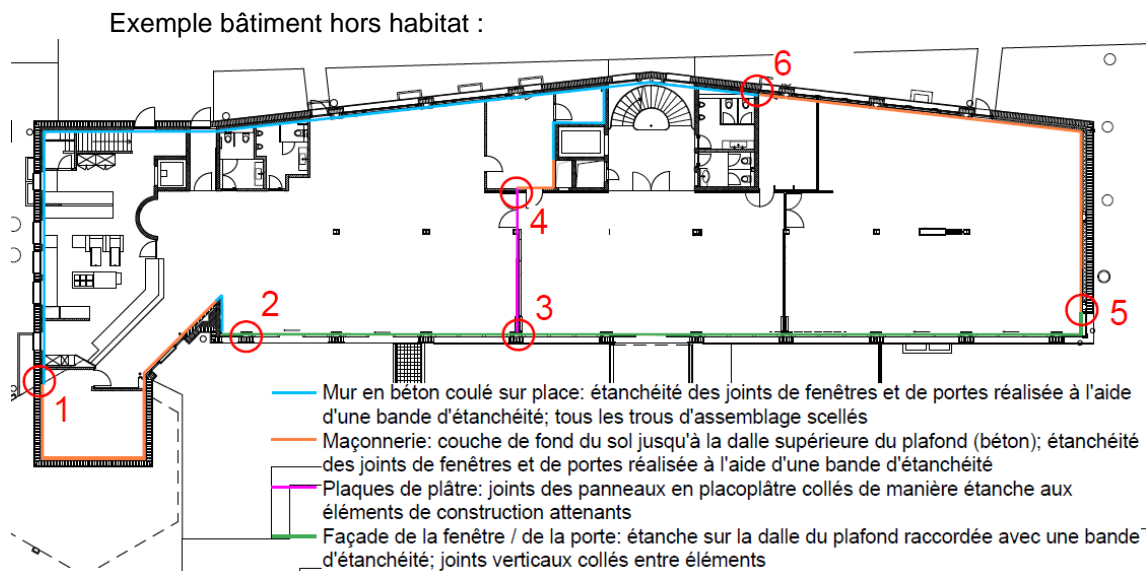 Exemple bâtiment hors habitat :
6
4
2
3
5
1
Mur en béton coulé sur place: étanchéité des joints de fenêtres et de portes réalisée à l'aide
d'une bande d'étanchéité; tous les trous d'assemblage scellés
Maçonnerie: couche de fond du sol jusqu'à la dalle supérieure du plafond (béton); étanchéité
des joints de fenêtres et de portes réalisée à l'aide d'une bande d'étanchéité
Plaques de plâtre: joints des panneaux en placoplâtre collés de manière étanche aux
éléments de construction attenants
Façade de la fenêtre / de la porte: étanche sur la dalle du plafond raccordée avec une bande
d'étanchéité; joints verticaux collés entre éléments